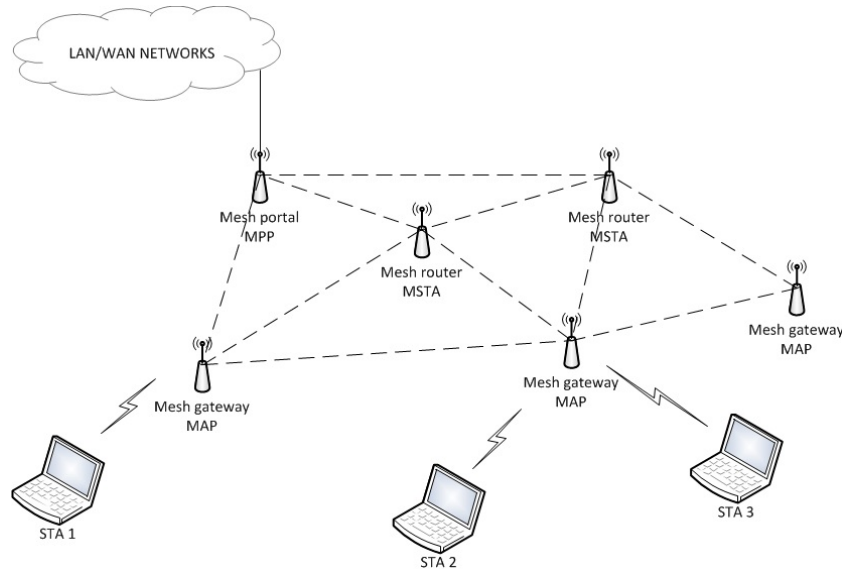 LAN/WAN NETWORKS
Mesh portal
MPP
Mesh router
MSTA
Mesh router
MSTA
Mesh gateway
MAP
Mesh gateway
MAP
Mesh gateway
MAP
STA 1
STA 2
STA 3